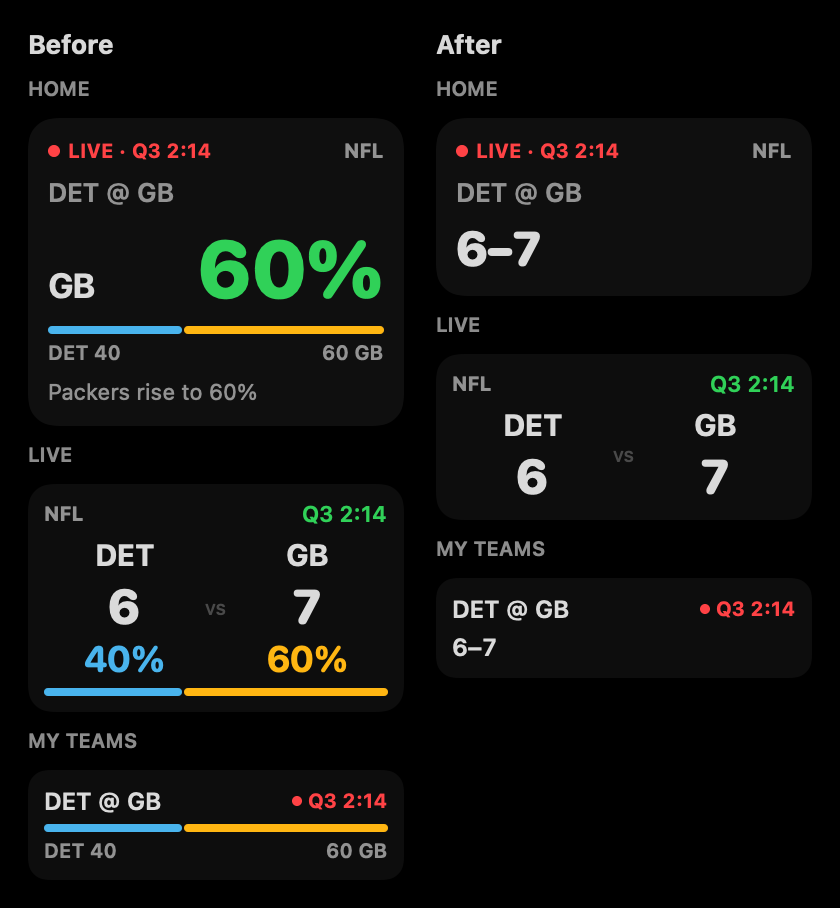 Before
HOME
LIVE · Q3 2:14 NFL
DET @ GB
GB 60%
DET 40 60 GB
Packers rise to 60%
LIVE
NFL Q3 2:14
DET GB
6 vs 7
40% 60%
MY TEAMS
DET @ GB Q3 2:14
DET 40 60 GB
After
HOME
LIVE · Q3 2:14 NFL
DET @ GB
6–7
LIVE
NFL Q3 2:14
DET GB
6 vs 7
MY TEAMS
DET @ GB Q3 2:14
6–7